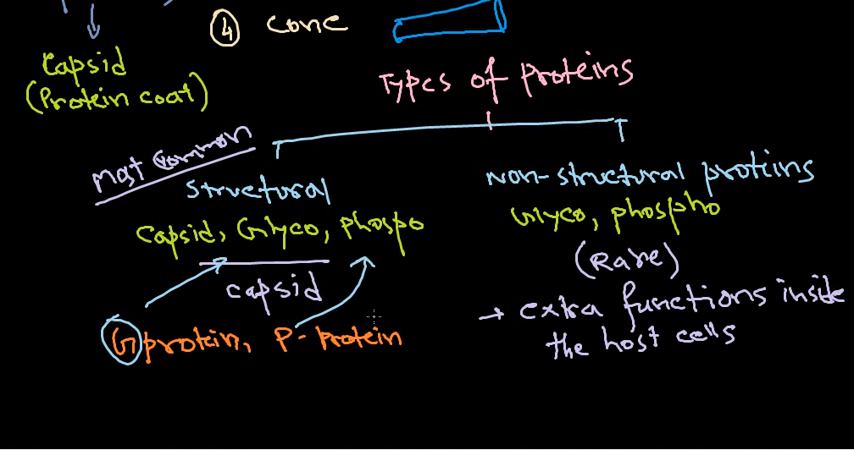 ④ cone
Capsid
(Protein coat)
Types of proteins
Most common
Structural
Capsid, Glyco, phospo
capsid
G protein, P-protein
Non-structural proteins
Glyco, phospho
(Rare)
→ extra functions inside
the host cells